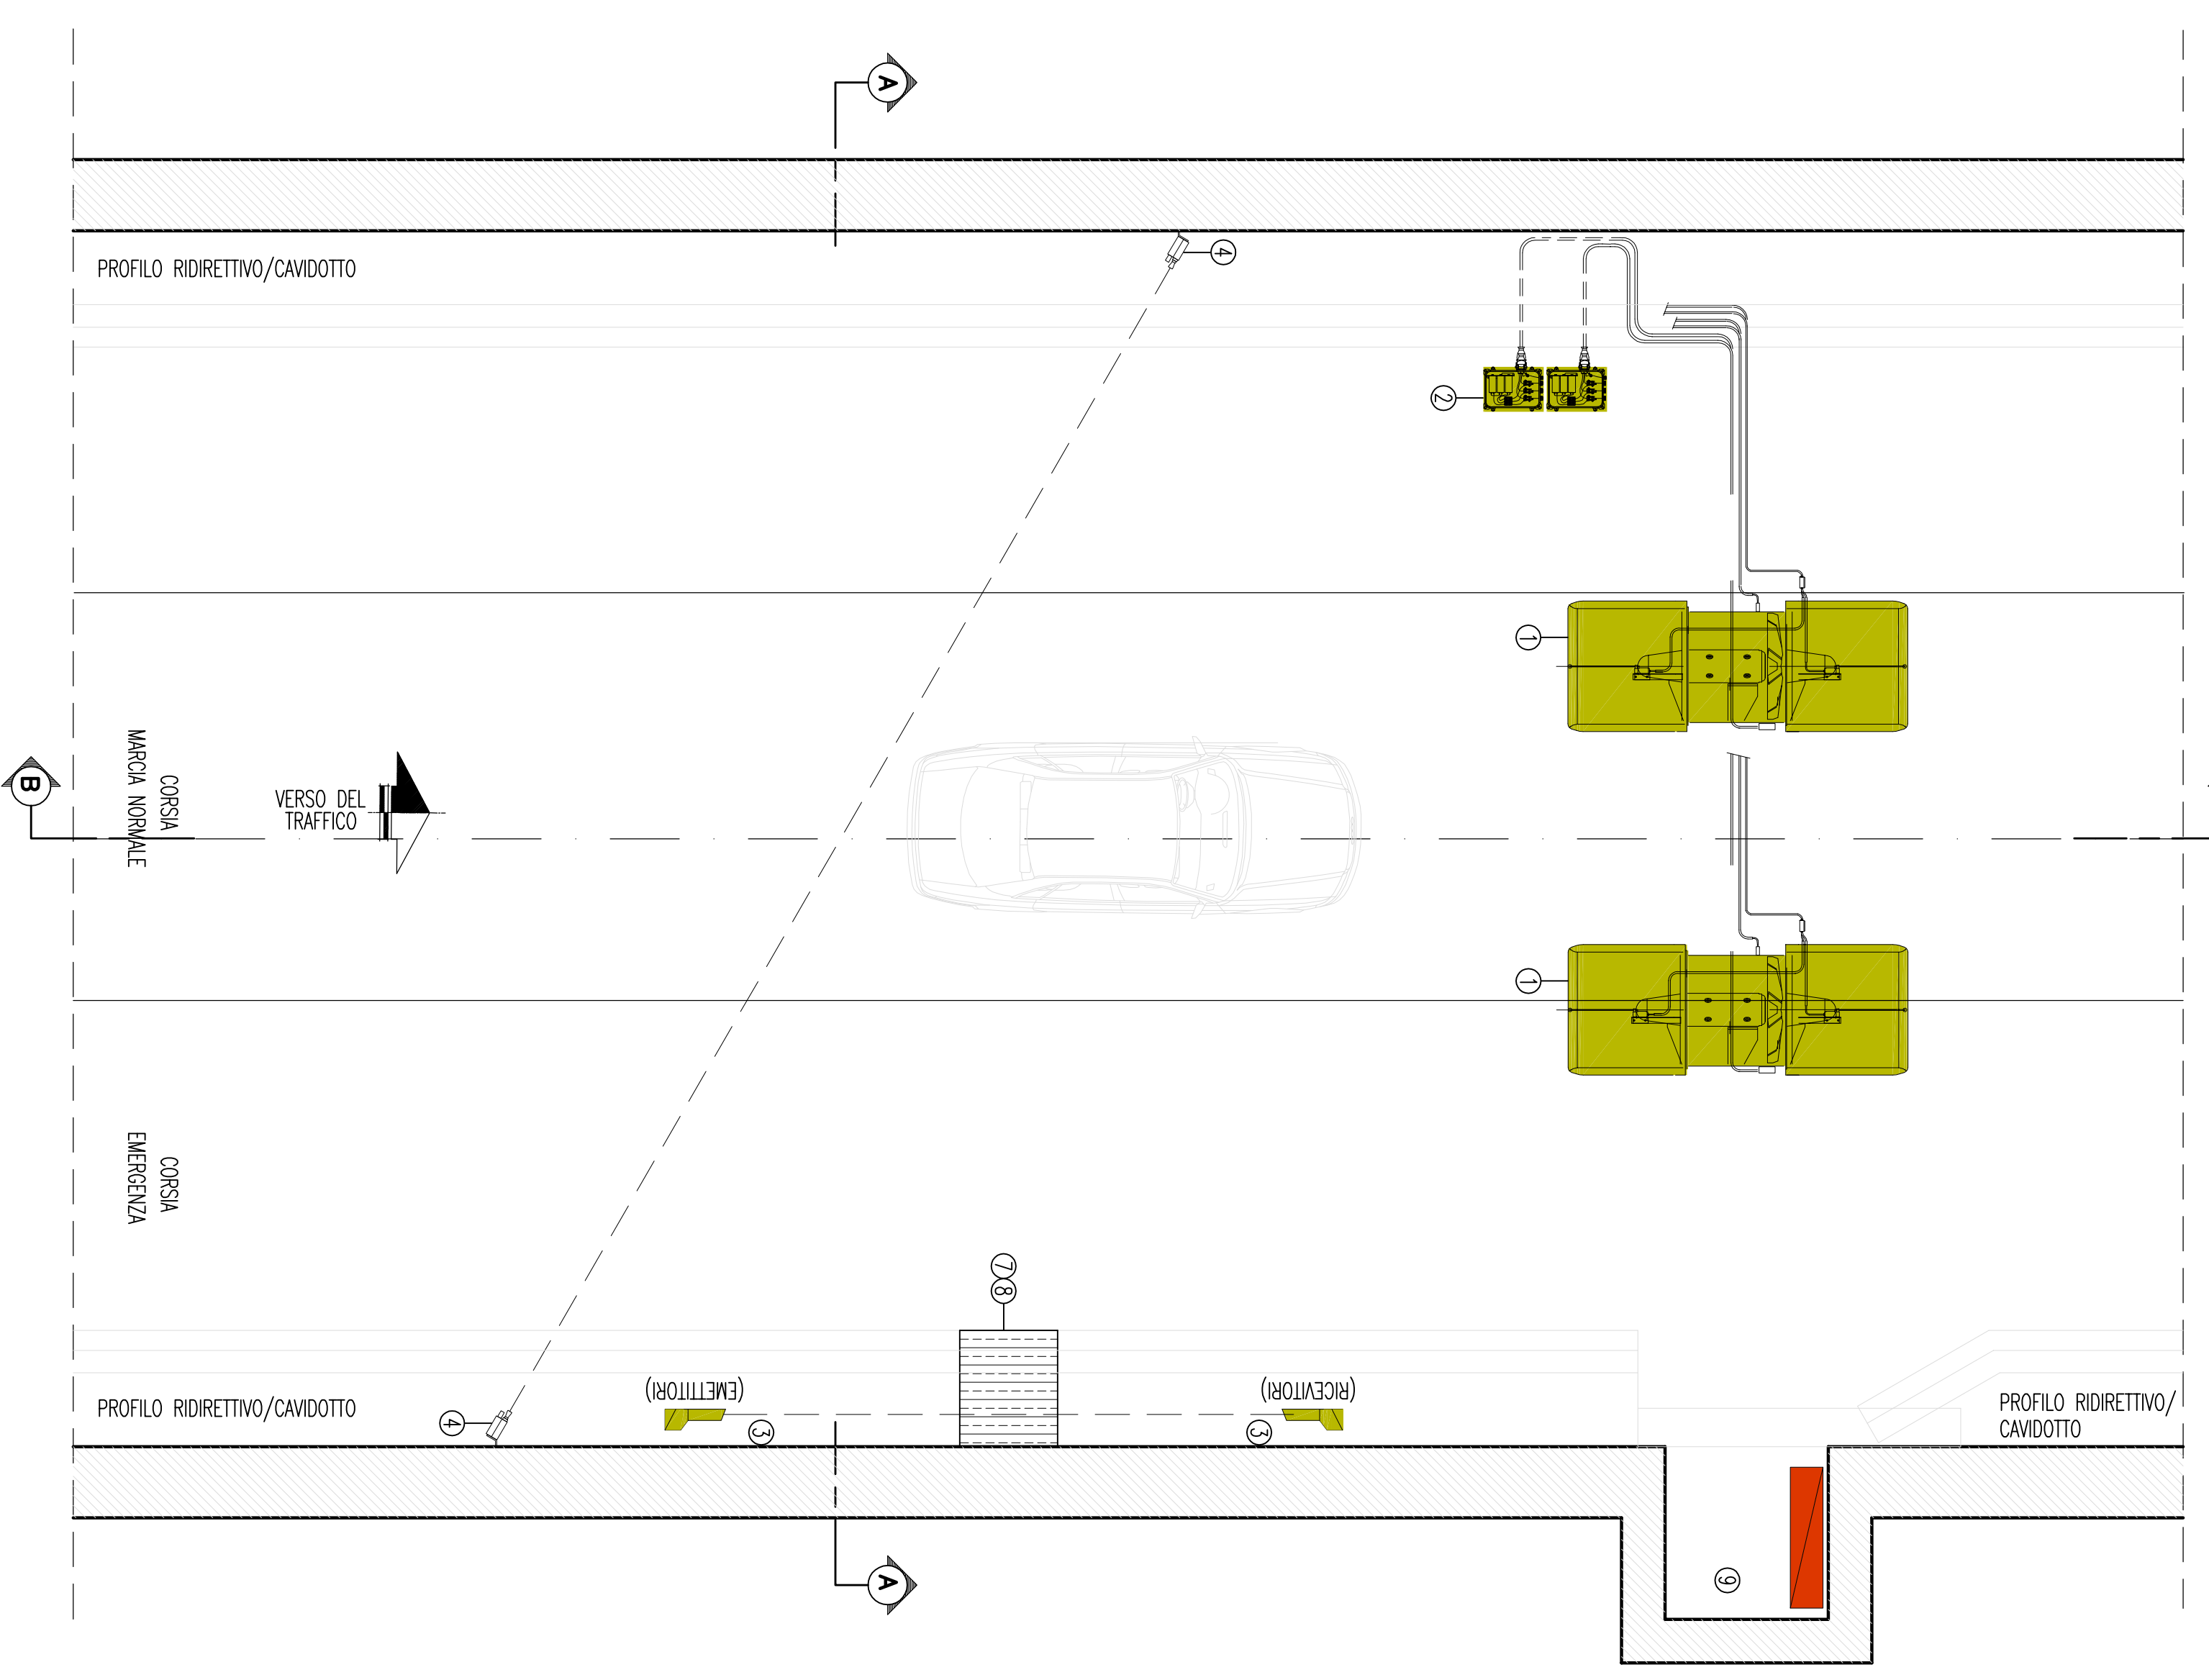 A
PROFILO RIDIRETTIVO/CAVIDOTTO
4
2
1
CORSIA
MARCIA NORMALE
VERSO DEL
TRAFFICO
B
1
CORSIA
EMERGENZA
7 8
(EMETTITORI)
(RICEVITORI)
PROFILO RIDIRETTIVO/CAVIDOTTO
4
3
3
PROFILO RIDIRETTIVO/
CAVIDOTTO
A
9